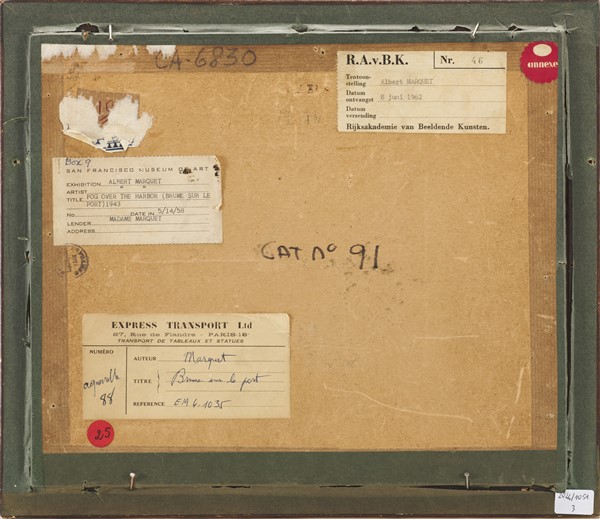 CA-6830
R.A.v.B.K. Nr. 46
Tentoon-
stelling Albert MARQUET
Datum
ontvangst 8 juni 1962
Datum
verzending
Rijksakademie van Beeldende Kunsten.
annexe
Box 9
SAN FRANCISCO MUSEUM OF ART
EXHIBITION ALBERT MARQUET
ARTIST " "
TITLE FOG OVER THE HARBOR (BRUME SUR LE
PORT)1943
No. DATE IN 5/14/58
LENDER MADAME MARQUET
ADDRESS
CAT No 91
EXPRESS TRANSPORT Ltd
27, Rue de Flandre - PARIS-19e
TRANSPORT DE TABLEAUX ET STATUES
NUMÉRO
aquarelle
88
AUTEUR Marquet
TITRE Brume sur le port
REFERENCE EM 6.1035
25
3